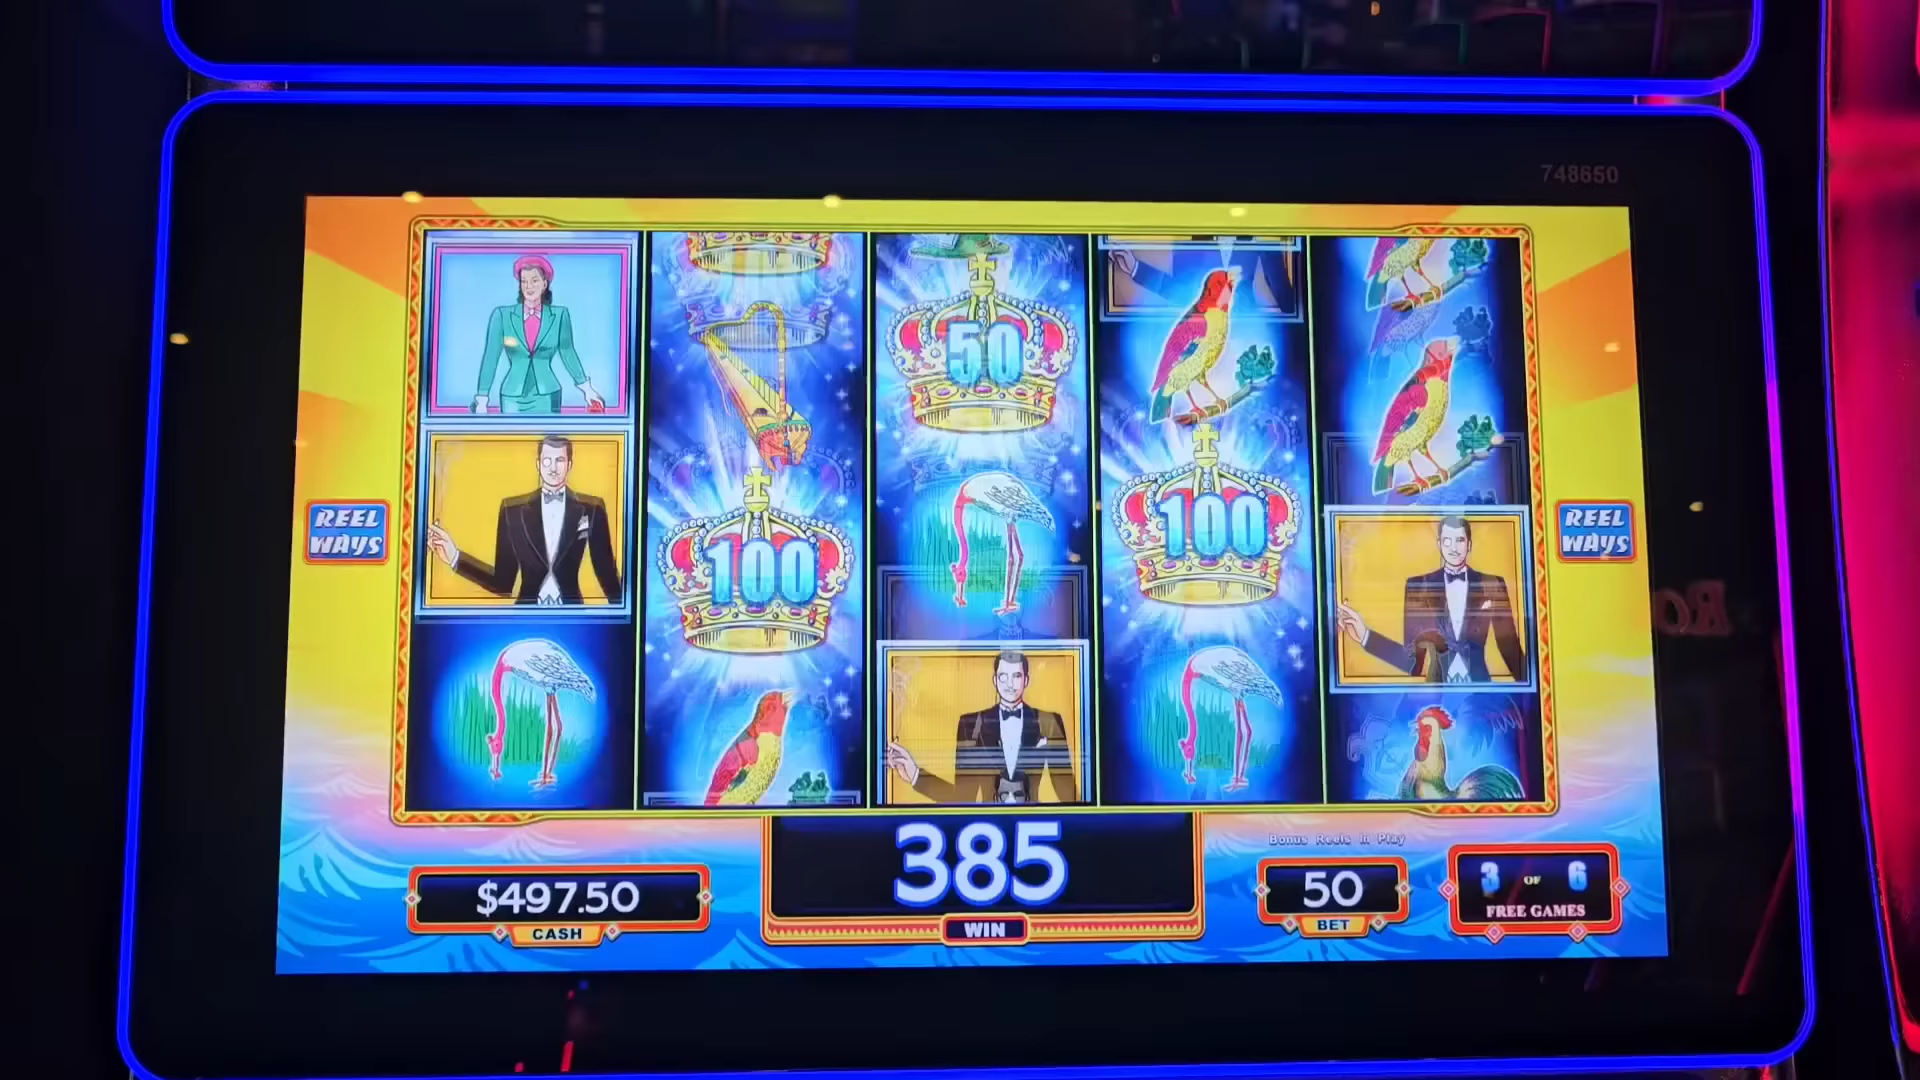 748650
50
100
100
REEL
WAYS
REEL
WAYS
385
WIN
$497.50
CASH
Bonus Reels In Play
50
BET
3 OF 6
FREE GAMES